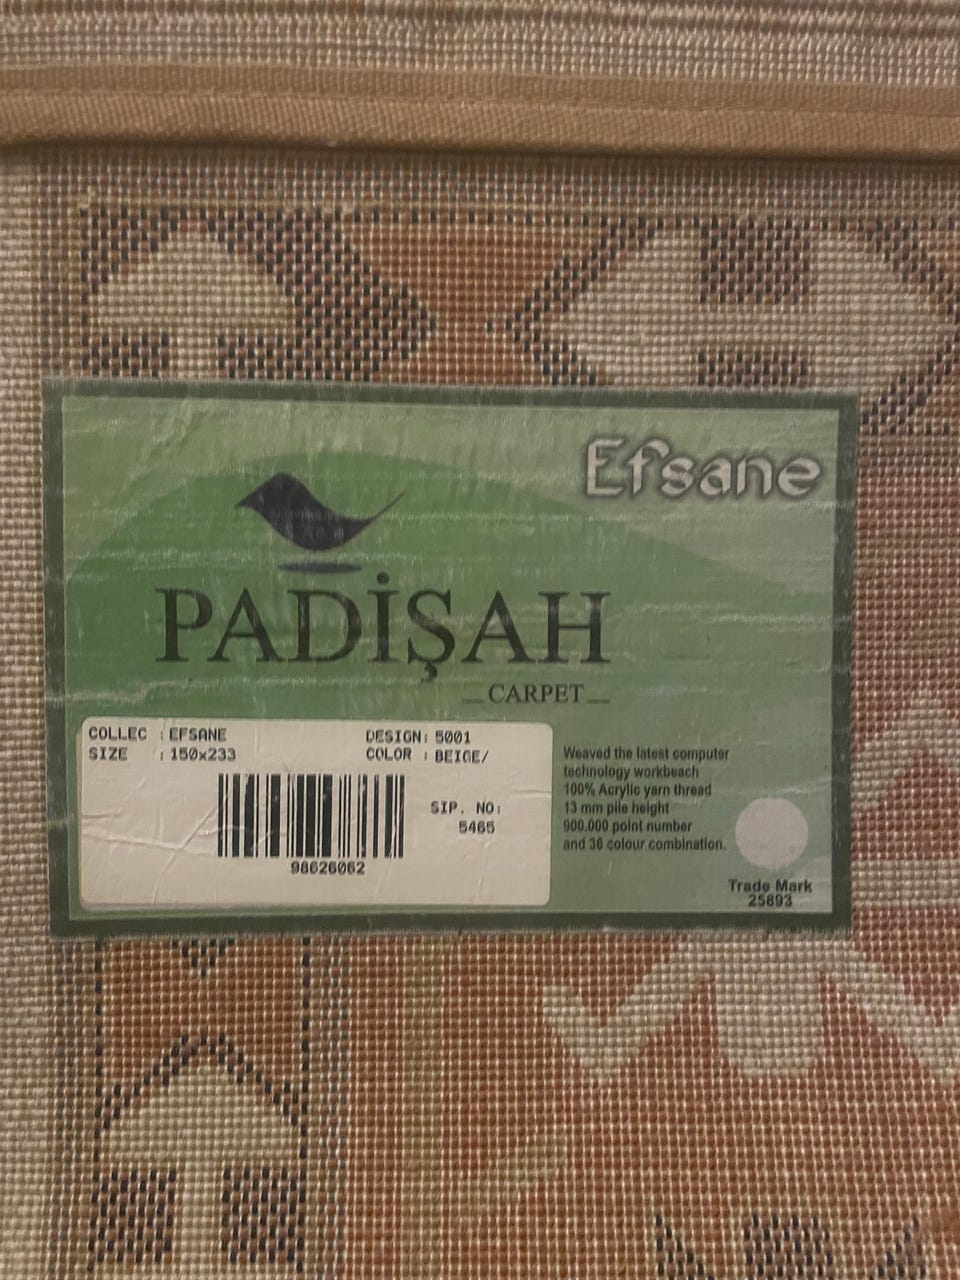 Efsane
PADİŞAH
CARPET
COLLEC : EFSANE DESIGN: 5001
SIZE : 150x233 COLOR : BEIGE/
SIP. NO:
5465
98626062
Weaved the latest computer
technology workbeach
100% Acrylic yarn thread
13 mm pile height
900.000 point number
and 36 colour combination.
Trade Mark
25893